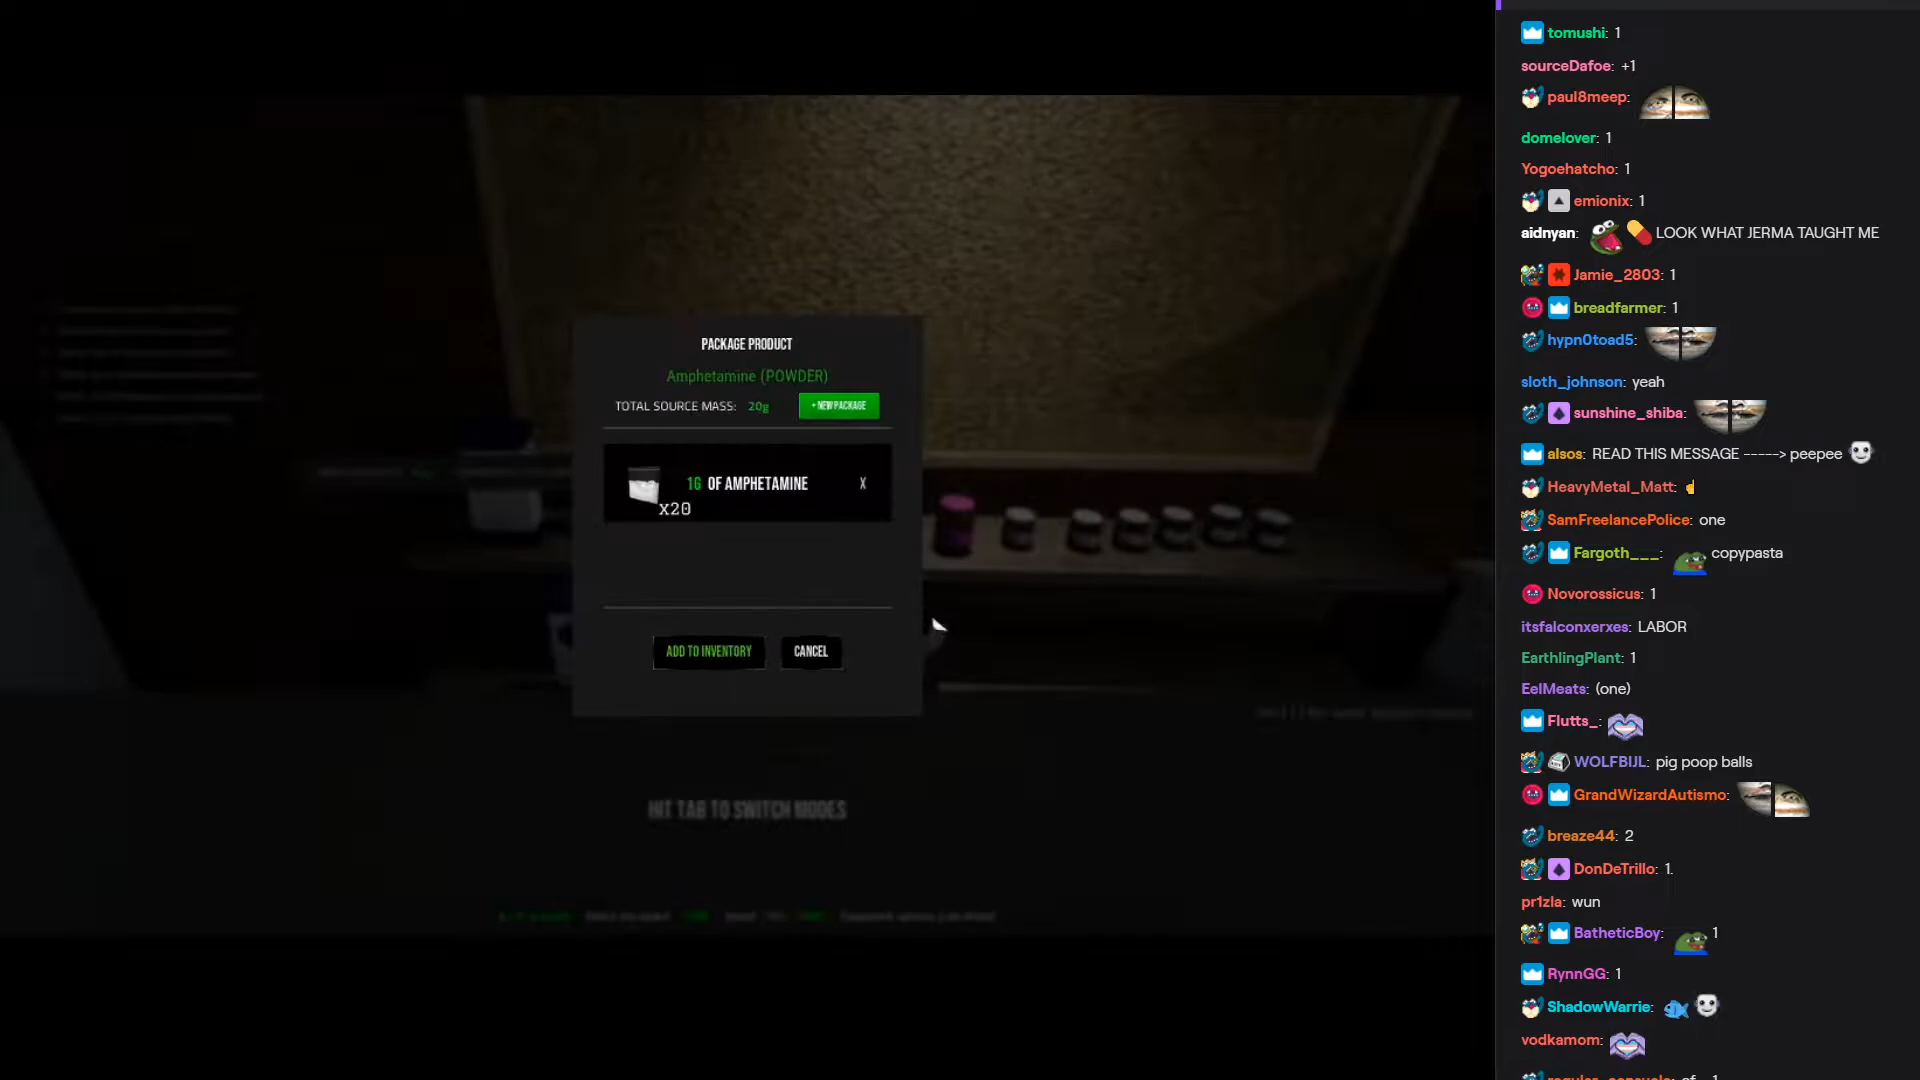 PACKAGE PRODUCT
Amphetamine (POWDER)
TOTAL SOURCE MASS: 20g
+ NEW PACKAGE
1G OF AMPHETAMINE
X
X20
ADD TO INVENTORY
CANCEL
HIT TAB TO SWITCH MODES
tomushi: 1
sourceDafoe: +1
paul8meep:
domelover: 1
Yogoehatcho: 1
emionix: 1
aidnyan: LOOK WHAT JERMA TAUGHT ME
Jamie_2803: 1
breadfarmer: 1
hypn0toad5:
sloth_johnson: yeah
sunshine_shiba:
alsos: READ THIS MESSAGE -----> peepee
HeavyMetal_Matt:
SamFreelancePolice: one
Fargoth___: copypasta
Novorossicus: 1
itsfalconxerxes: LABOR
EarthlingPlant: 1
EelMeats: (one)
Flutts_:
WOLFBIJL: pig poop balls
GrandWizardAutismo:
breaze44: 2
DonDeTrillo: 1.
pr1zla: wun
BatheticBoy: 1
RynnGG: 1
ShadowWarrie:
vodkamom: